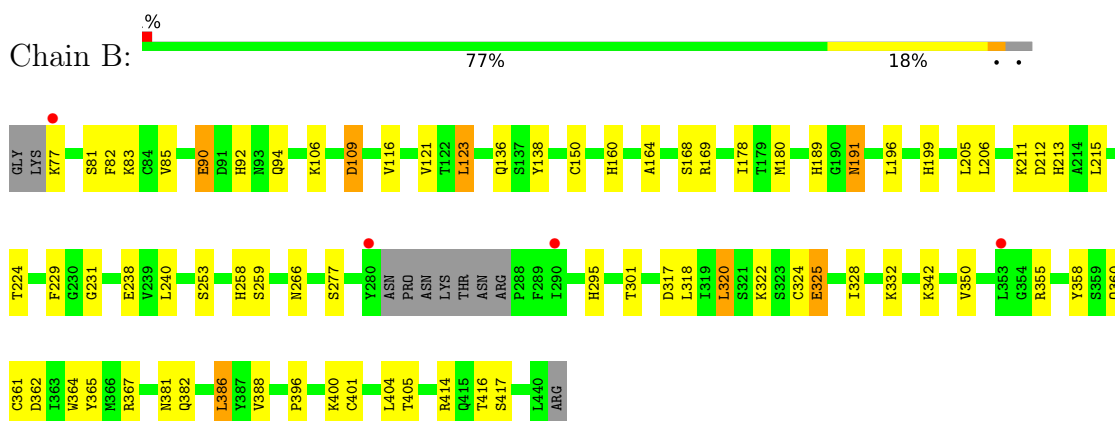 .%
Chain B:
77% 18% • •
GLY LYS K77 S81 F82 K83 C84 V85 E90 D91 H92 N93 Q94 K106 D109 V116 V121 T122 L123 Q136 S137 Y138 C150 H160 A164 S168 R169 I178 T179 M180 H189 G190 N191 L196 H199 L205 L206 K211 D212 H213 A214 L215
T224 F229 G230 G231 E238 V239 L240 S253 H258 S259 N266 S277 Y280 ASN PRO ASN LYS THR ASN ARG P288 F289 I290 H295 T301 D317 L318 I319 L320 S321 K322 S323 C324 E325 I328 K332 K342 V350 L353 G354 R355 Y358 S359
C361 D362 I363 W364 Y365 M366 R367 N381 Q382 L386 Y387 V388 P396 K400 C401 L404 T405 R414 Q415 T416 S417 L440 ARG